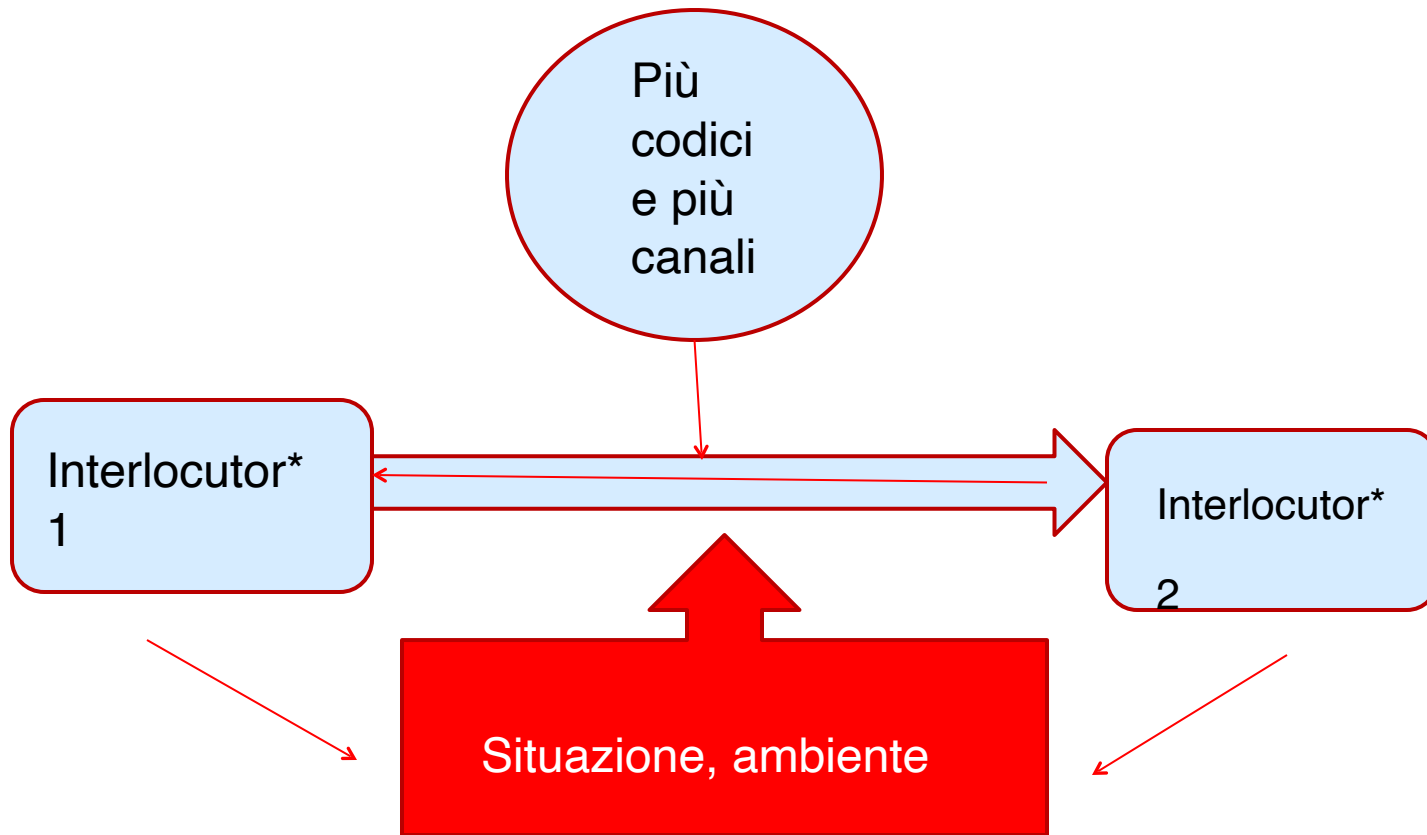 Più
codici
e più
canali
Interlocutor*
1
Interlocutor*
2
Situazione, ambiente